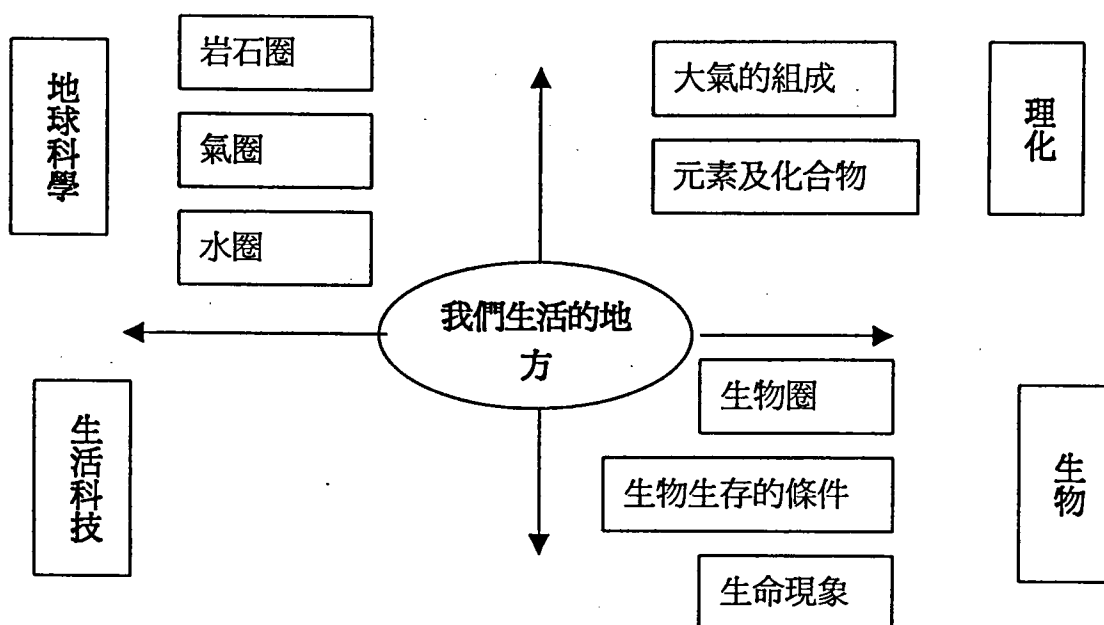 地球科學
岩石圈
氣圈
水圈
大氣的組成
元素及化合物
理化
我們生活的地
方
生活科技
生物圈
生物生存的條件
生命現象
生物